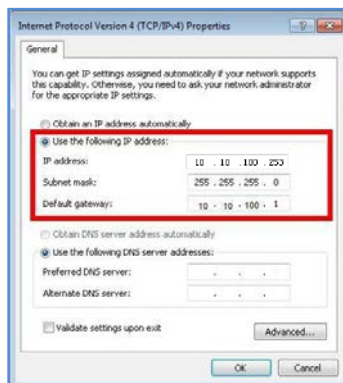 Internet Protocol Version 4 (TCP/IPv4) Properties
General
You can get IP settings assigned automatically if your network supports
this capability. Otherwise, you need to ask your network administrator
for the appropriate IP settings.
Obtain an IP address automatically
Use the following IP address:
IP address: 10 . 10 .100 . 253
Subnet mask: 255 . 255 . 255 . 0
Default gateway: 10 . 10 . 100 . 1
Obtain DNS server address automatically
Use the following DNS server addresses:
Preferred DNS server: . . .
Alternate DNS server: . . .
Validate settings upon exit
Advanced...
OK Cancel